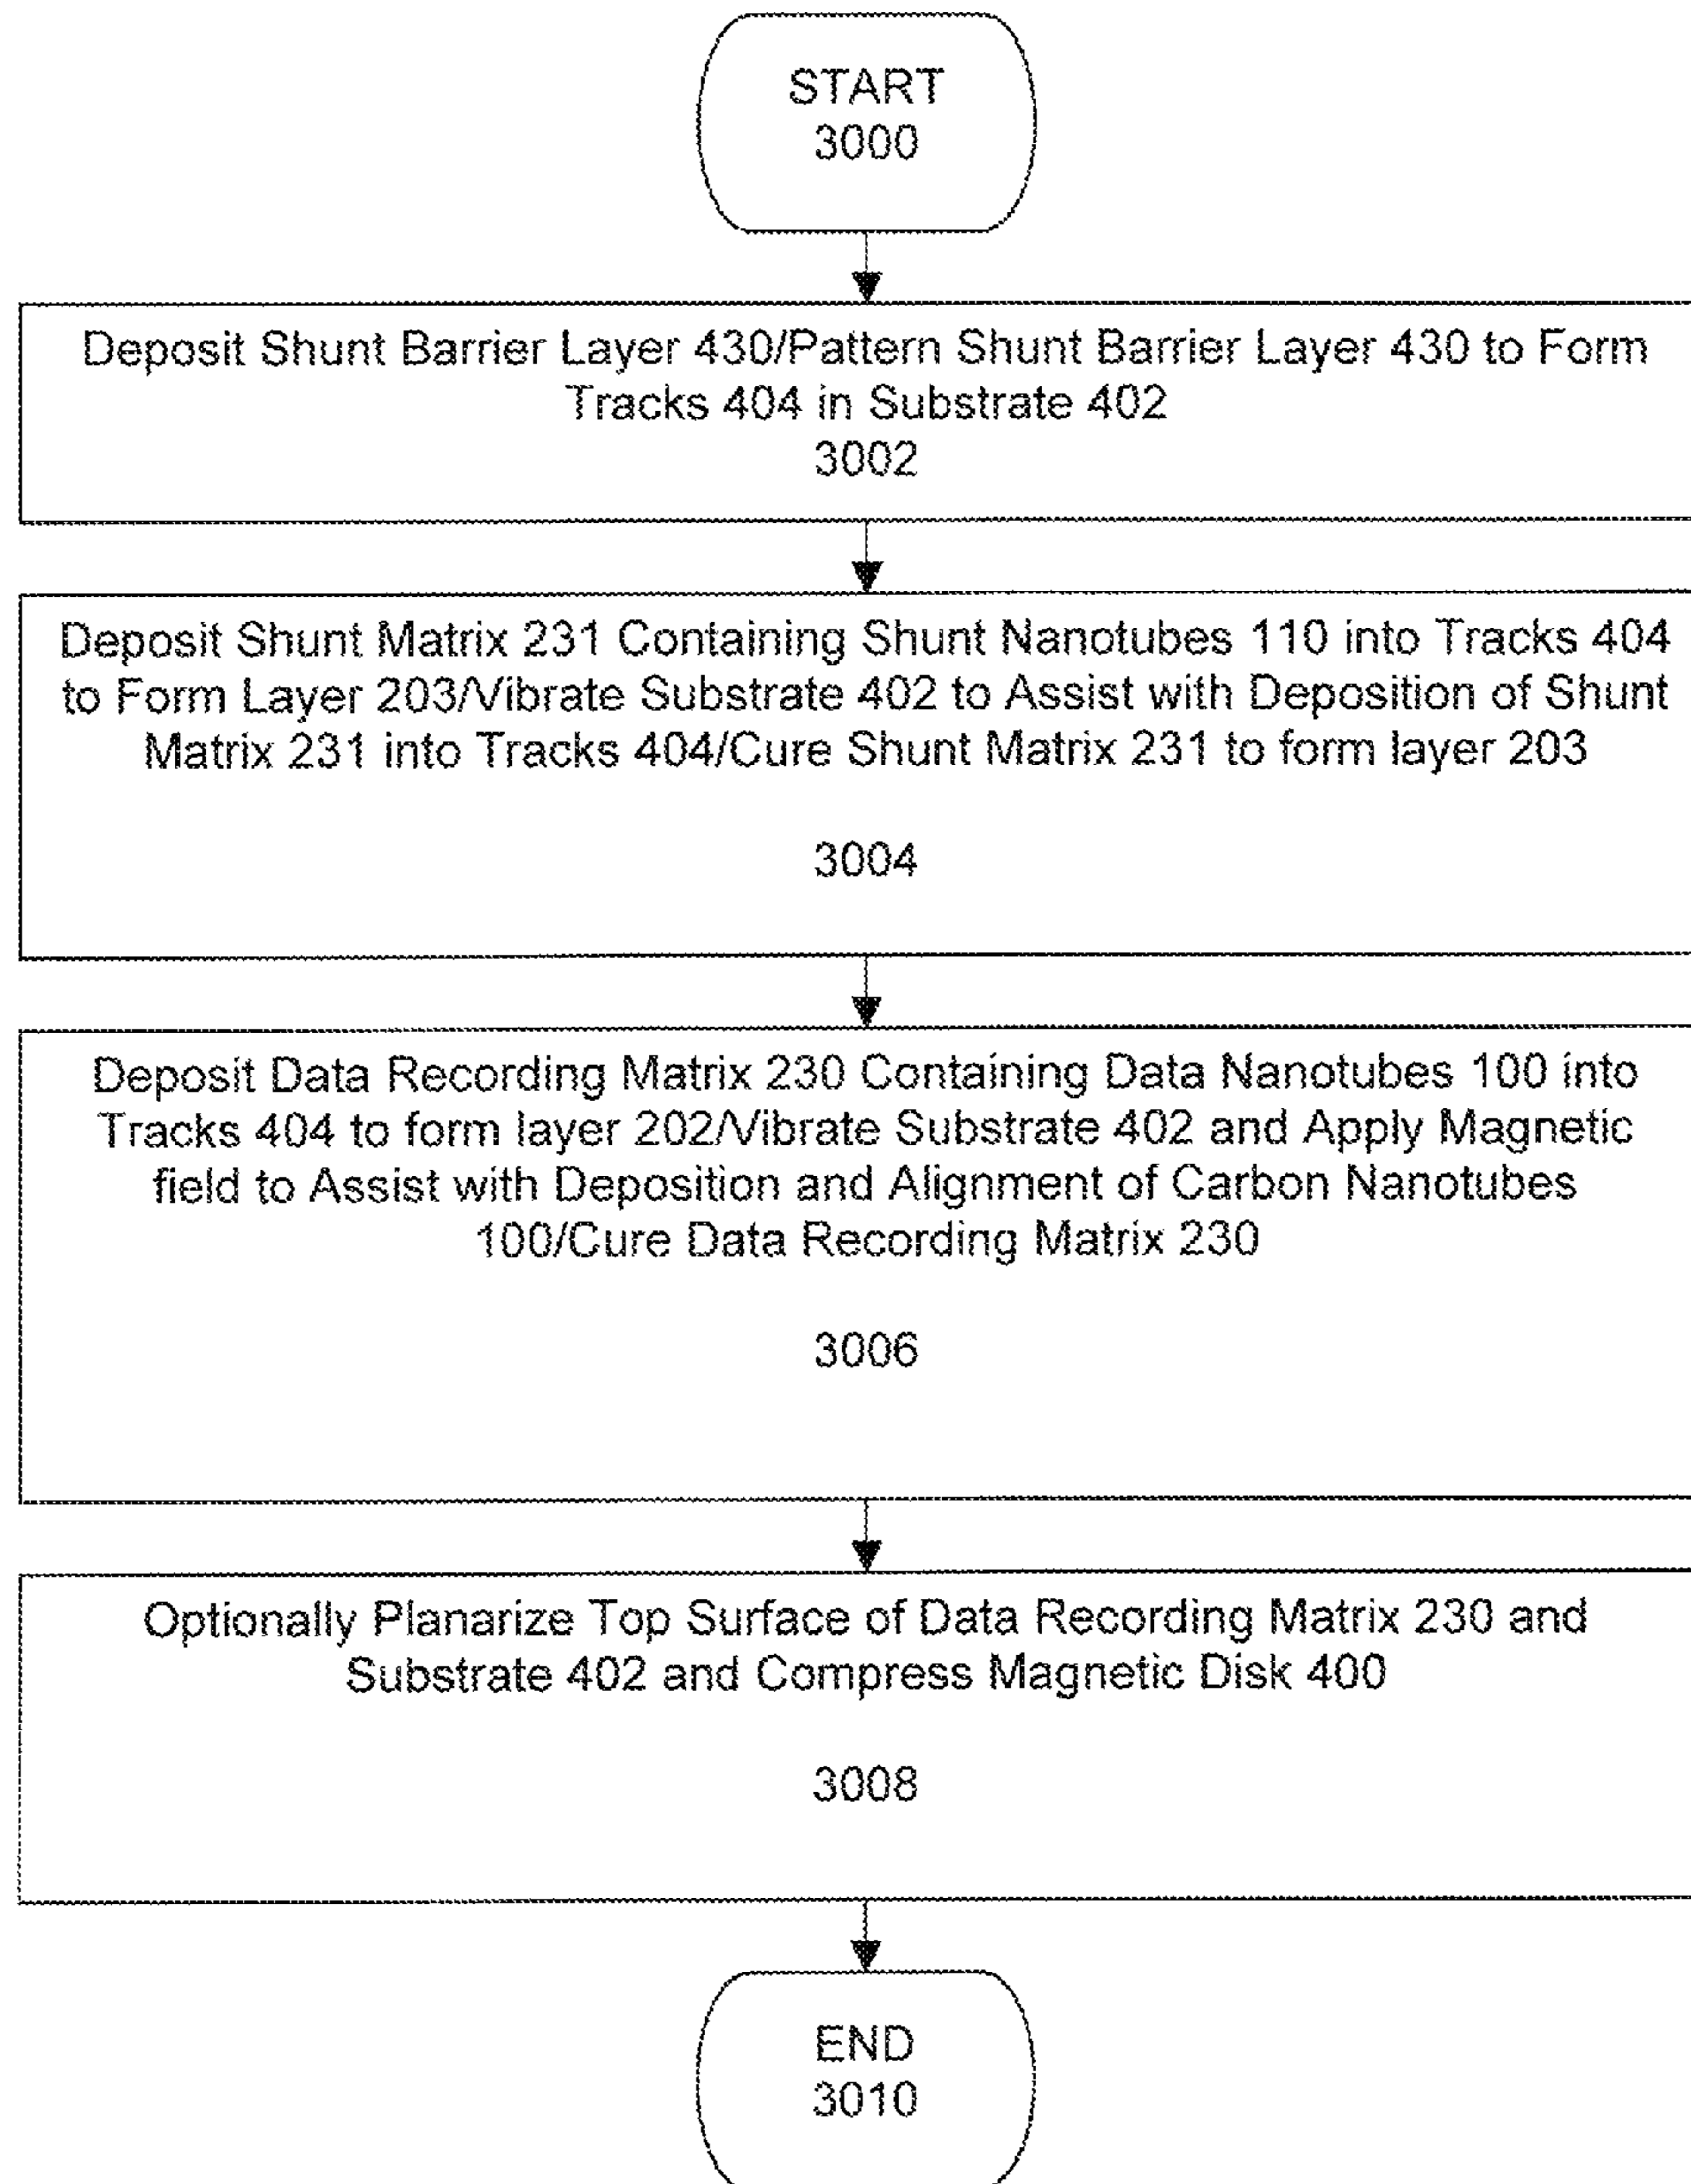 START
3000
Deposit Shunt Barrier Layer 430/Pattern Shunt Barrier Layer 430 to Form
Tracks 404 in Substrate 402
3002
Deposit Shunt Matrix 231 Containing Shunt Nanotubes 110 into Tracks 404
to Form Layer 203/Vibrate Substrate 402 to Assist with Deposition of Shunt
Matrix 231 into Tracks 404/Cure Shunt Matrix 231 to form layer 203
3004
Deposit Data Recording Matrix 230 Containing Data Nanotubes 100 into
Tracks 404 to form layer 202/Vibrate Substrate 402 and Apply Magnetic
field to Assist with Deposition and Alignment of Carbon Nanotubes
100/Cure Data Recording Matrix 230
3006
Optionally Planarize Top Surface of Data Recording Matrix 230 and
Substrate 402 and Compress Magnetic Disk 400
3008
END
3010